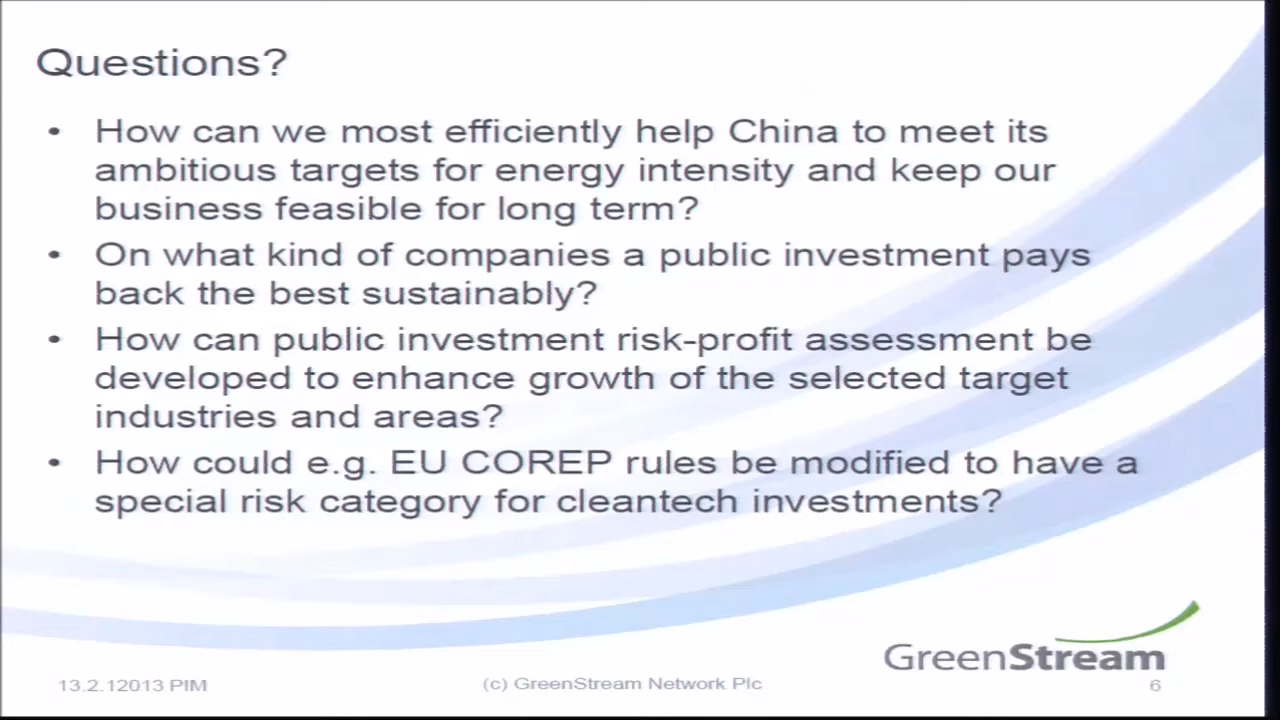 Questions?
• How can we most efficiently help China to meet its
ambitious targets for energy intensity and keep our
business feasible for long term?
• On what kind of companies a public investment pays
back the best sustainably?
• How can public investment risk-profit assessment be
developed to enhance growth of the selected target
industries and areas?
• How could e.g. EU COREP rules be modified to have a
special risk category for cleantech investments?
GreenStream
13.2.12013 PIM
(c) GreenStream Network Plc
6